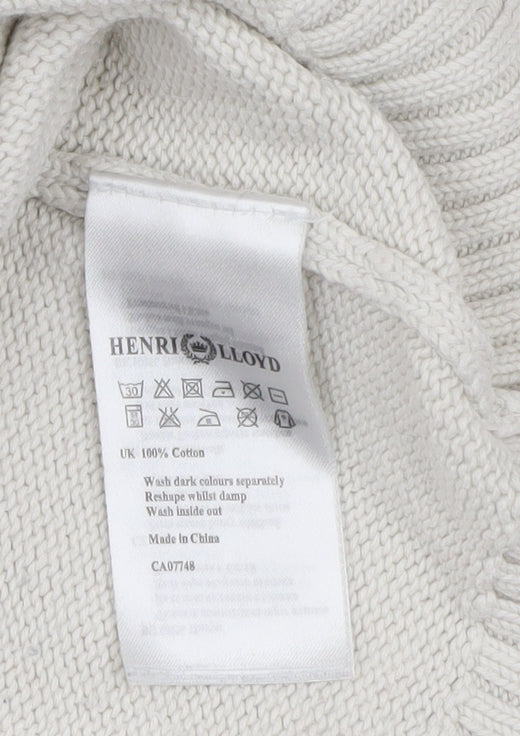 HENRI LLOYD
30
UK 100% Cotton
Wash dark colours separately
Reshape whilst damp
Wash inside out
Made in China
CA07748